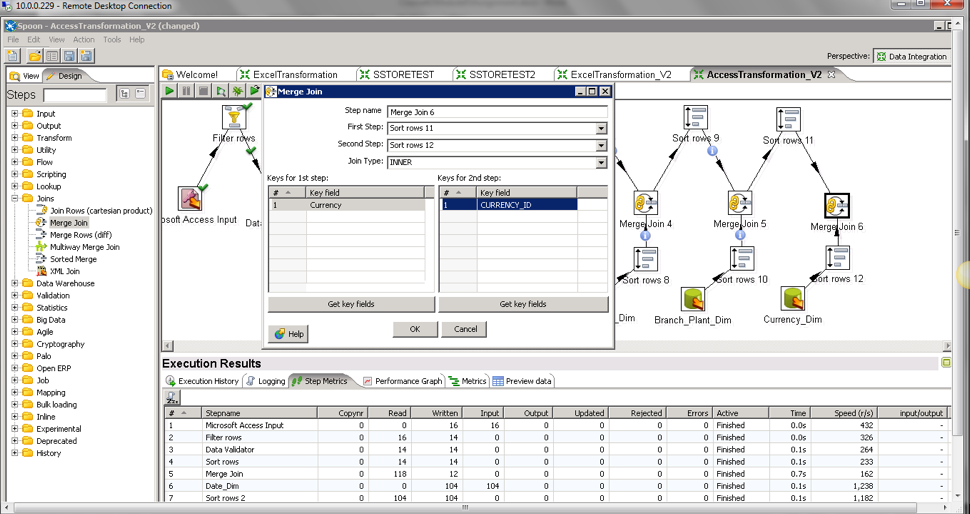 10.0.0.229 - Remote Desktop Connection
Spoon - AccessTransformation_V2 (changed)
File Edit View Action Tools Help
Perspective: Data Integration
View Design
Welcome! ExcelTransformation SSTORETEST SSTORETEST2 ExcelTransformation_V2 AccessTransformation_V2
Steps
Input
Output
Transform
Utility
Flow
Scripting
Lookup
Joins
Join Rows (cartesian product)
Merge Join
Merge Rows (diff)
Multiway Merge Join
Sorted Merge
XML Join
Data Warehouse
Validation
Statistics
Big Data
Agile
Cryptography
Palo
Open ERP
Job
Mapping
Bulk loading
Inline
Experimental
Deprecated
History
Filter rows
osoft Access Input
Da
Merge Join
Step name Merge Join 6
First Step: Sort rows 11
Second Step: Sort rows 12
Join Type: INNER
Keys for 1st step: Keys for 2nd step:
# Key field # Key field
1 Currency 1 CURRENCY_ID
Get key fields Get key fields
Help OK Cancel
Sort rows 9 Sort rows 11
Merge Join 4 Merge Join 5 Merge Join 6
Sort rows 8 Sort rows 10 Sort rows 12
_Dim Branch_Plant_Dim Currency_Dim
Execution Results
Execution History Logging Step Metrics Performance Graph Metrics Preview data
# Stepname Copynr Read Written Input Output Updated Rejected Errors Active Time Speed (r/s) input/output
1 Microsoft Access Input 0 0 16 16 0 0 0 0 Finished 0.0s 432 -
2 Filter rows 0 16 14 0 0 0 0 0 Finished 0.0s 326 -
3 Data Validator 0 14 14 0 0 0 0 0 Finished 0.1s 264 -
4 Sort rows 0 14 14 0 0 0 0 0 Finished 0.1s 233 -
5 Merge Join 0 118 12 0 0 0 0 0 Finished 0.7s 162 -
6 Date_Dim 0 0 104 104 0 0 0 0 Finished 0.1s 1,238 -
7 Sort rows 2 0 104 104 0 0 0 0 0 Finished 0.1s 1,182 -